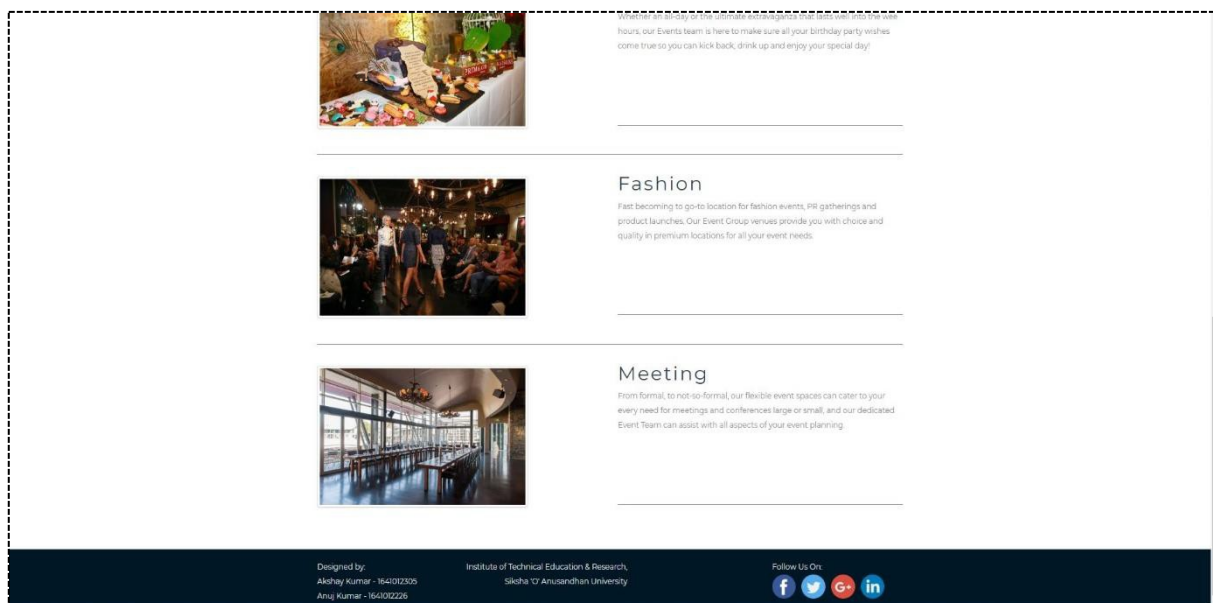 Whether an all-day or the ultimate extravaganza that lasts well into the wee
hours, our Events team is here to make sure all your birthday party wishes
come true so you can kick back, drink up and enjoy your special day!
Fashion
Fast becoming to go-to location for fashion events, PR gatherings and
product launches, Our Event Group venues provide you with choice and
quality in premium locations for all your event needs.
Meeting
From formal, to not-so-formal, our flexible event spaces can cater to your
every need for meetings and conferences large or small, and our dedicated
Event Team can assist with all aspects of your event planning.
Designed by:
Akshay Kumar - 1641012305
Anuj Kumar - 1641012226
Institute of Technical Education & Research,
Siksha 'O' Anusandhan University
Follow Us On:
f
G+
in